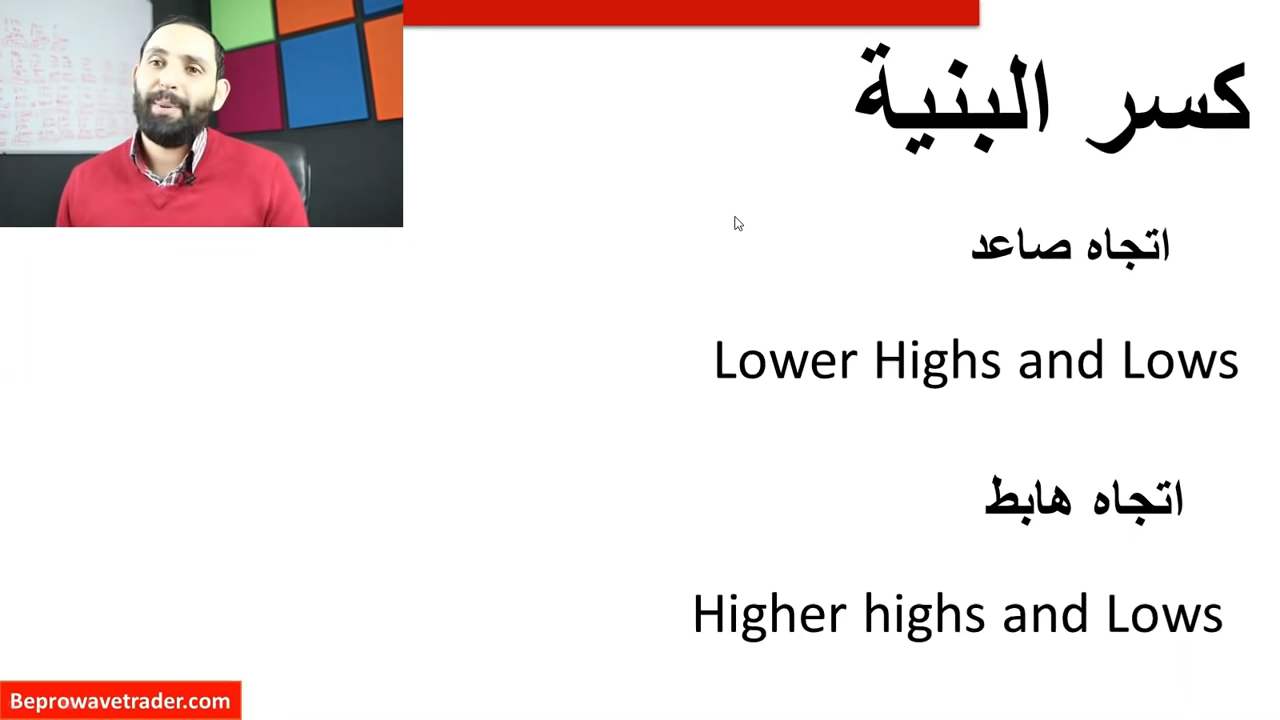 كسر البنية
اتجاه صاعد
Lower Highs and Lows
اتجاه هابط
Higher highs and Lows
Beprowavetrader.com